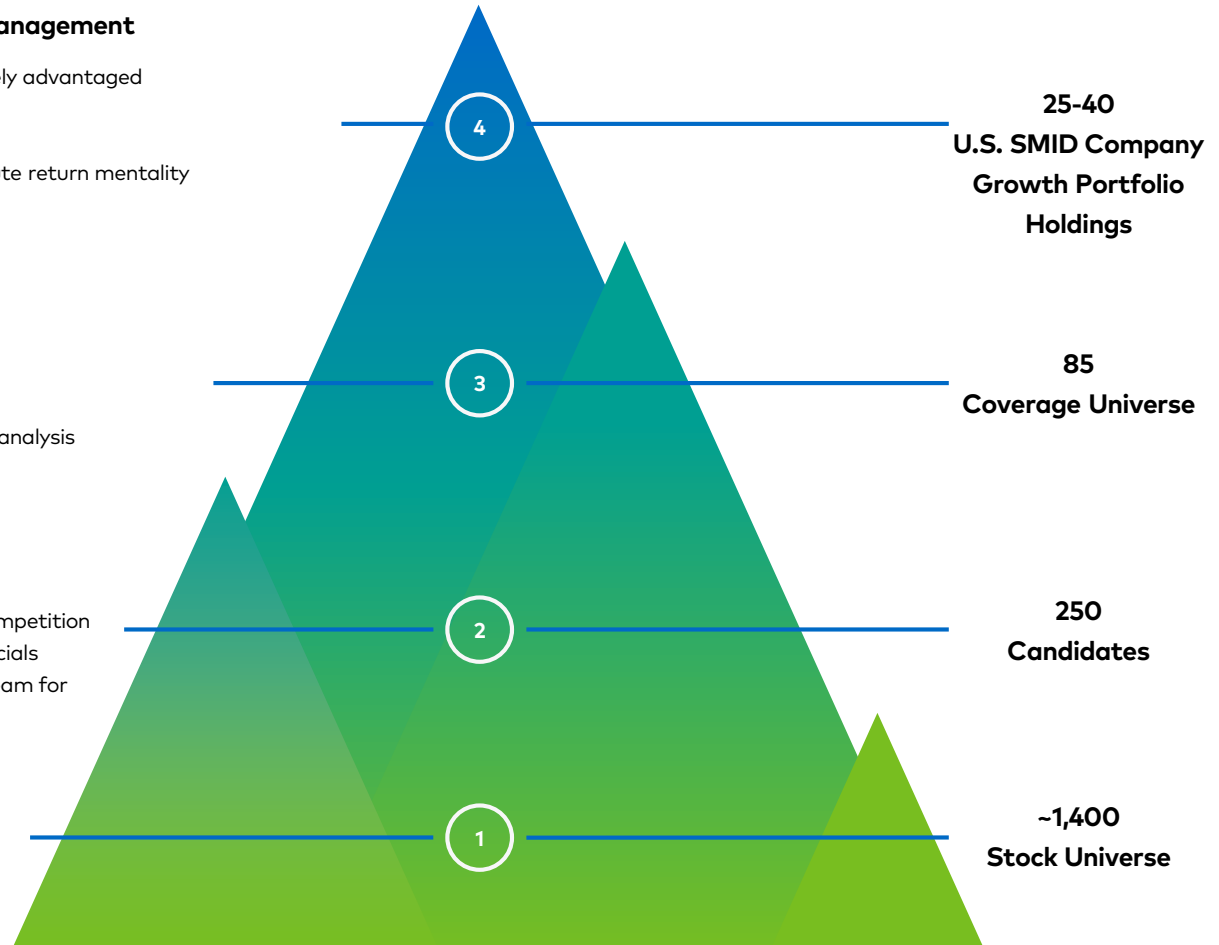 anagement
ly advantaged
te return mentality
4
25-40
U.S. SMID Company
Growth Portfolio
Holdings
3
85
Coverage Universe
analysis
mpetition
cials
am for
2
250
Candidates
1
~1,400
Stock Universe